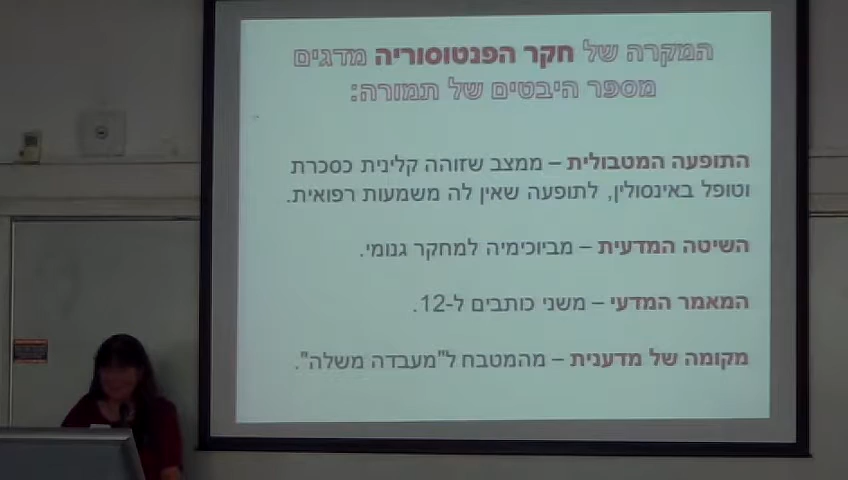 המקרה של חקר הפנטוסוריה מדגים
מספר היבטים של תמורה:
התופעה המטבולית – ממצב שזוהה קלינית כסכרת
וטופל באינסולין, לתופעה שאין לה משמעות רפואית.
השיטה המדעית – מביוכימיה למחקר גנומי.
המאמר המדעי – משני כותבים ל-12.
מקומה של מדענית – מהמטבח ל"מעבדה משלה".